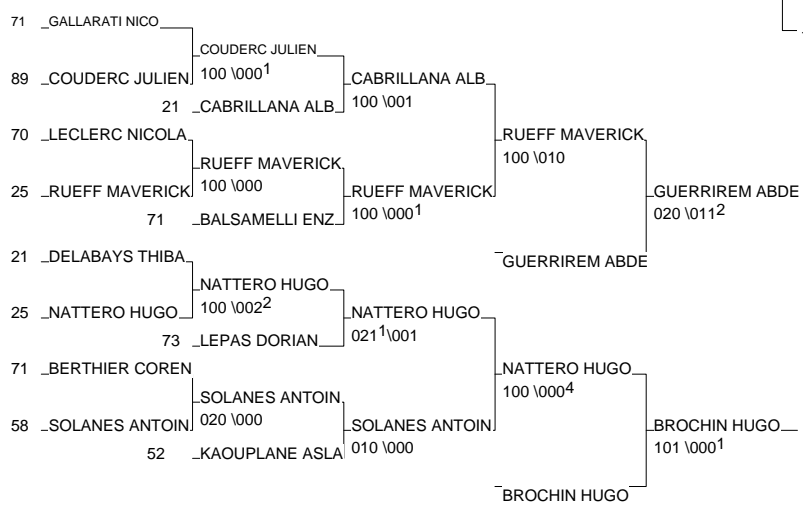 71 GALLARATI NICO
COUDERC JULIEN
89 COUDERC JULIEN
100 \000¹
CABRILLANA ALB
21 CABRILLANA ALB
100 \001
70 LECLERC NICOLA
RUEFF MAVERICK
RUEFF MAVERICK
100 \010
25 RUEFF MAVERICK
100 \000
RUEFF MAVERICK
GUERRIREM ABDE
71 BALSAMELLI ENZ
100 \000¹
020 \011²
21 DELABAYS THIBA
GUERRIREM ABDE
NATTERO HUGO
25 NATTERO HUGO
100 \002²
NATTERO HUGO
73 LEPAS DORIAN
021¹\001
71 BERTHIER COREN
NATTERO HUGO
100 \000⁴
SOLANES ANTOIN
58 SOLANES ANTOIN
020 \000
SOLANES ANTOIN
BROCHIN HUGO
52 KAOUPLANE ASLA
010 \000
101 \000¹
BROCHIN HUGO